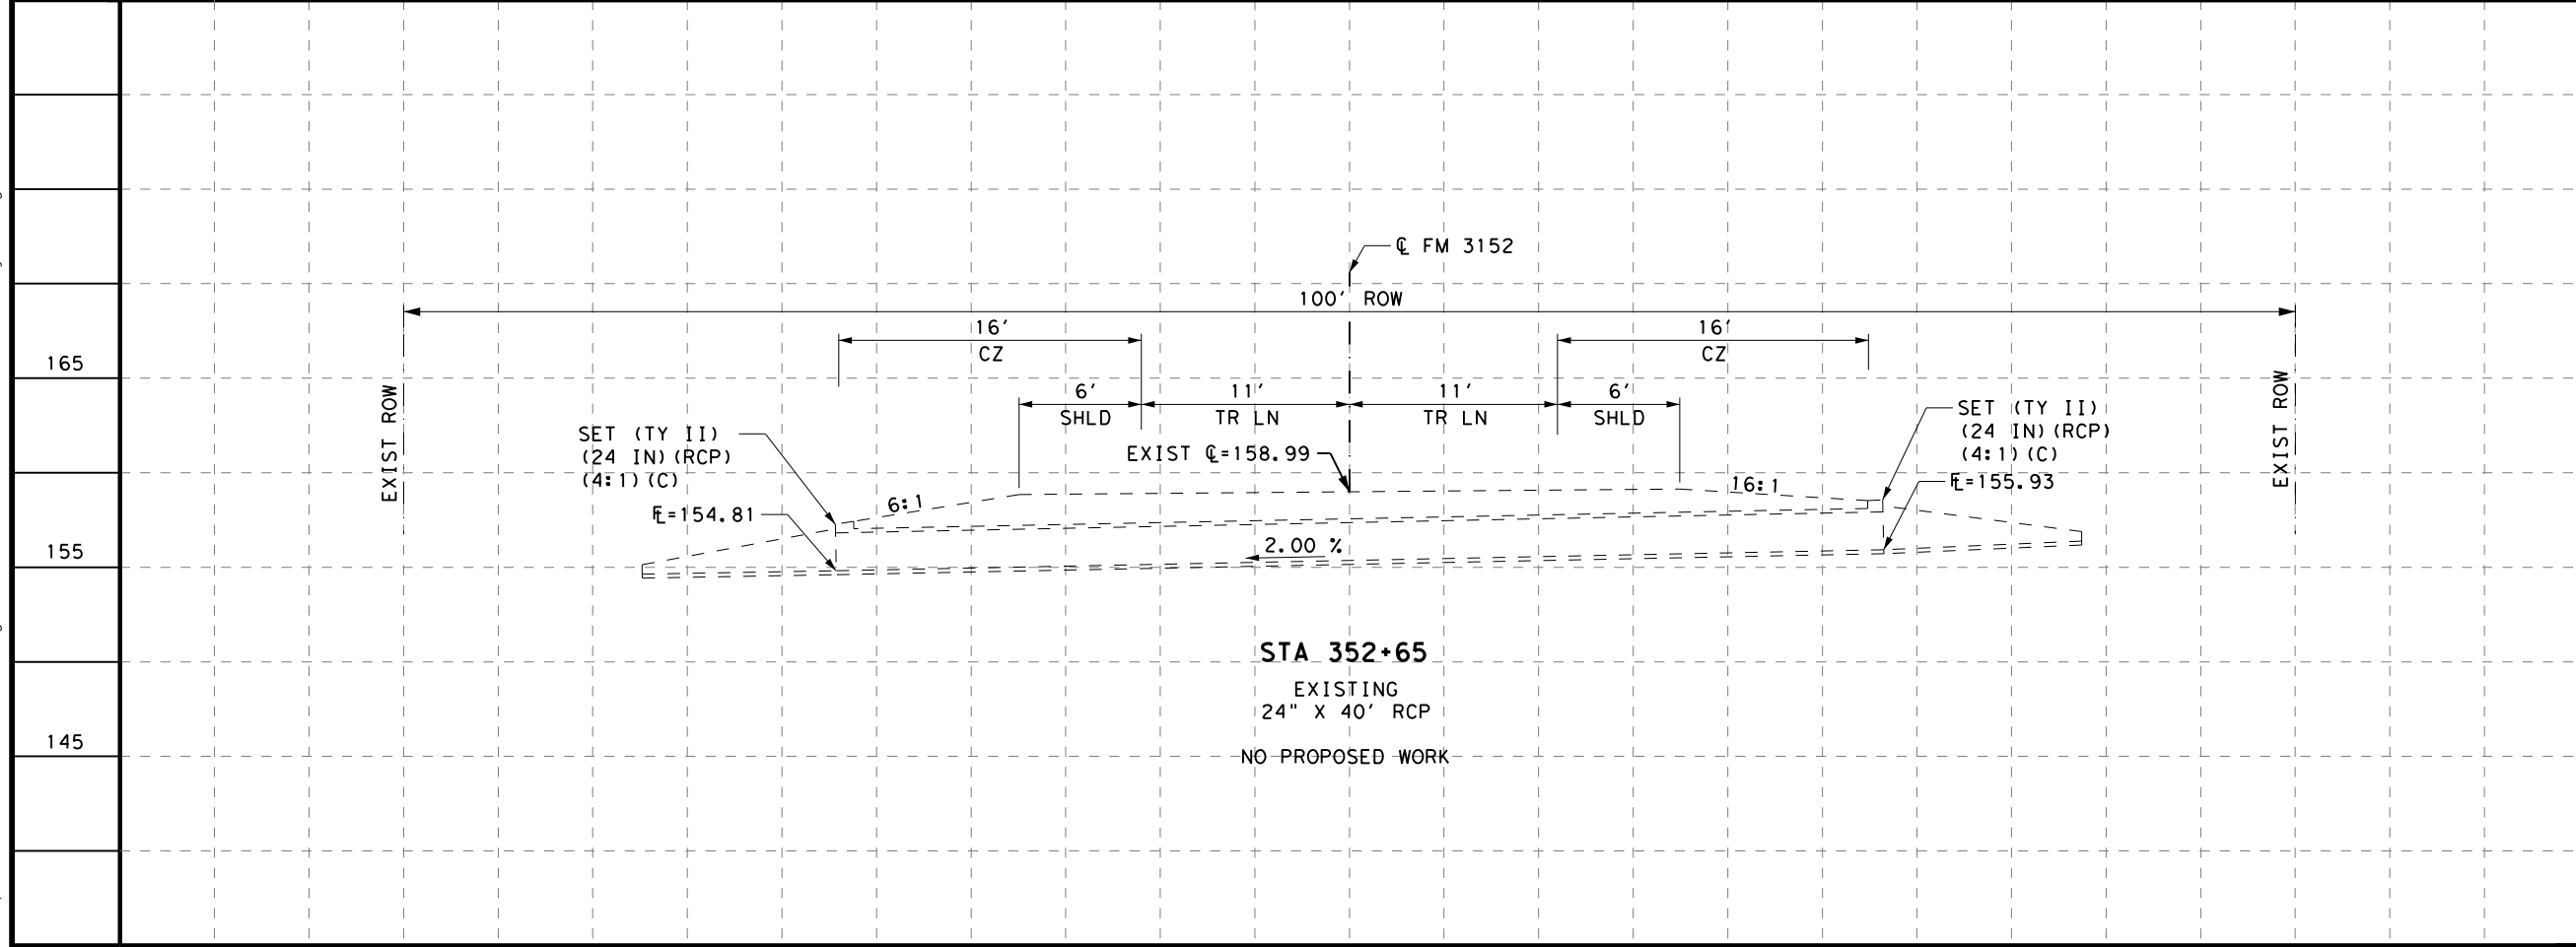 ℄ FM 3152
100' ROW
16'
CZ
16'
CZ
165
6'
SHLD
11'
TR LN
11'
TR LN
6'
SHLD
EXIST ROW
EXIST ROW
SET (TY II)
(24 IN)(RCP)
(4:1)(C)
SET (TY II)
(24 IN)(RCP)
(4:1)(C)
EXIST ℄=158.99
FL=155.93
16:1
6:1
FL=154.81
155
2.00 %
STA 352+65
EXISTING
24" X 40' RCP
145
NO PROPOSED WORK